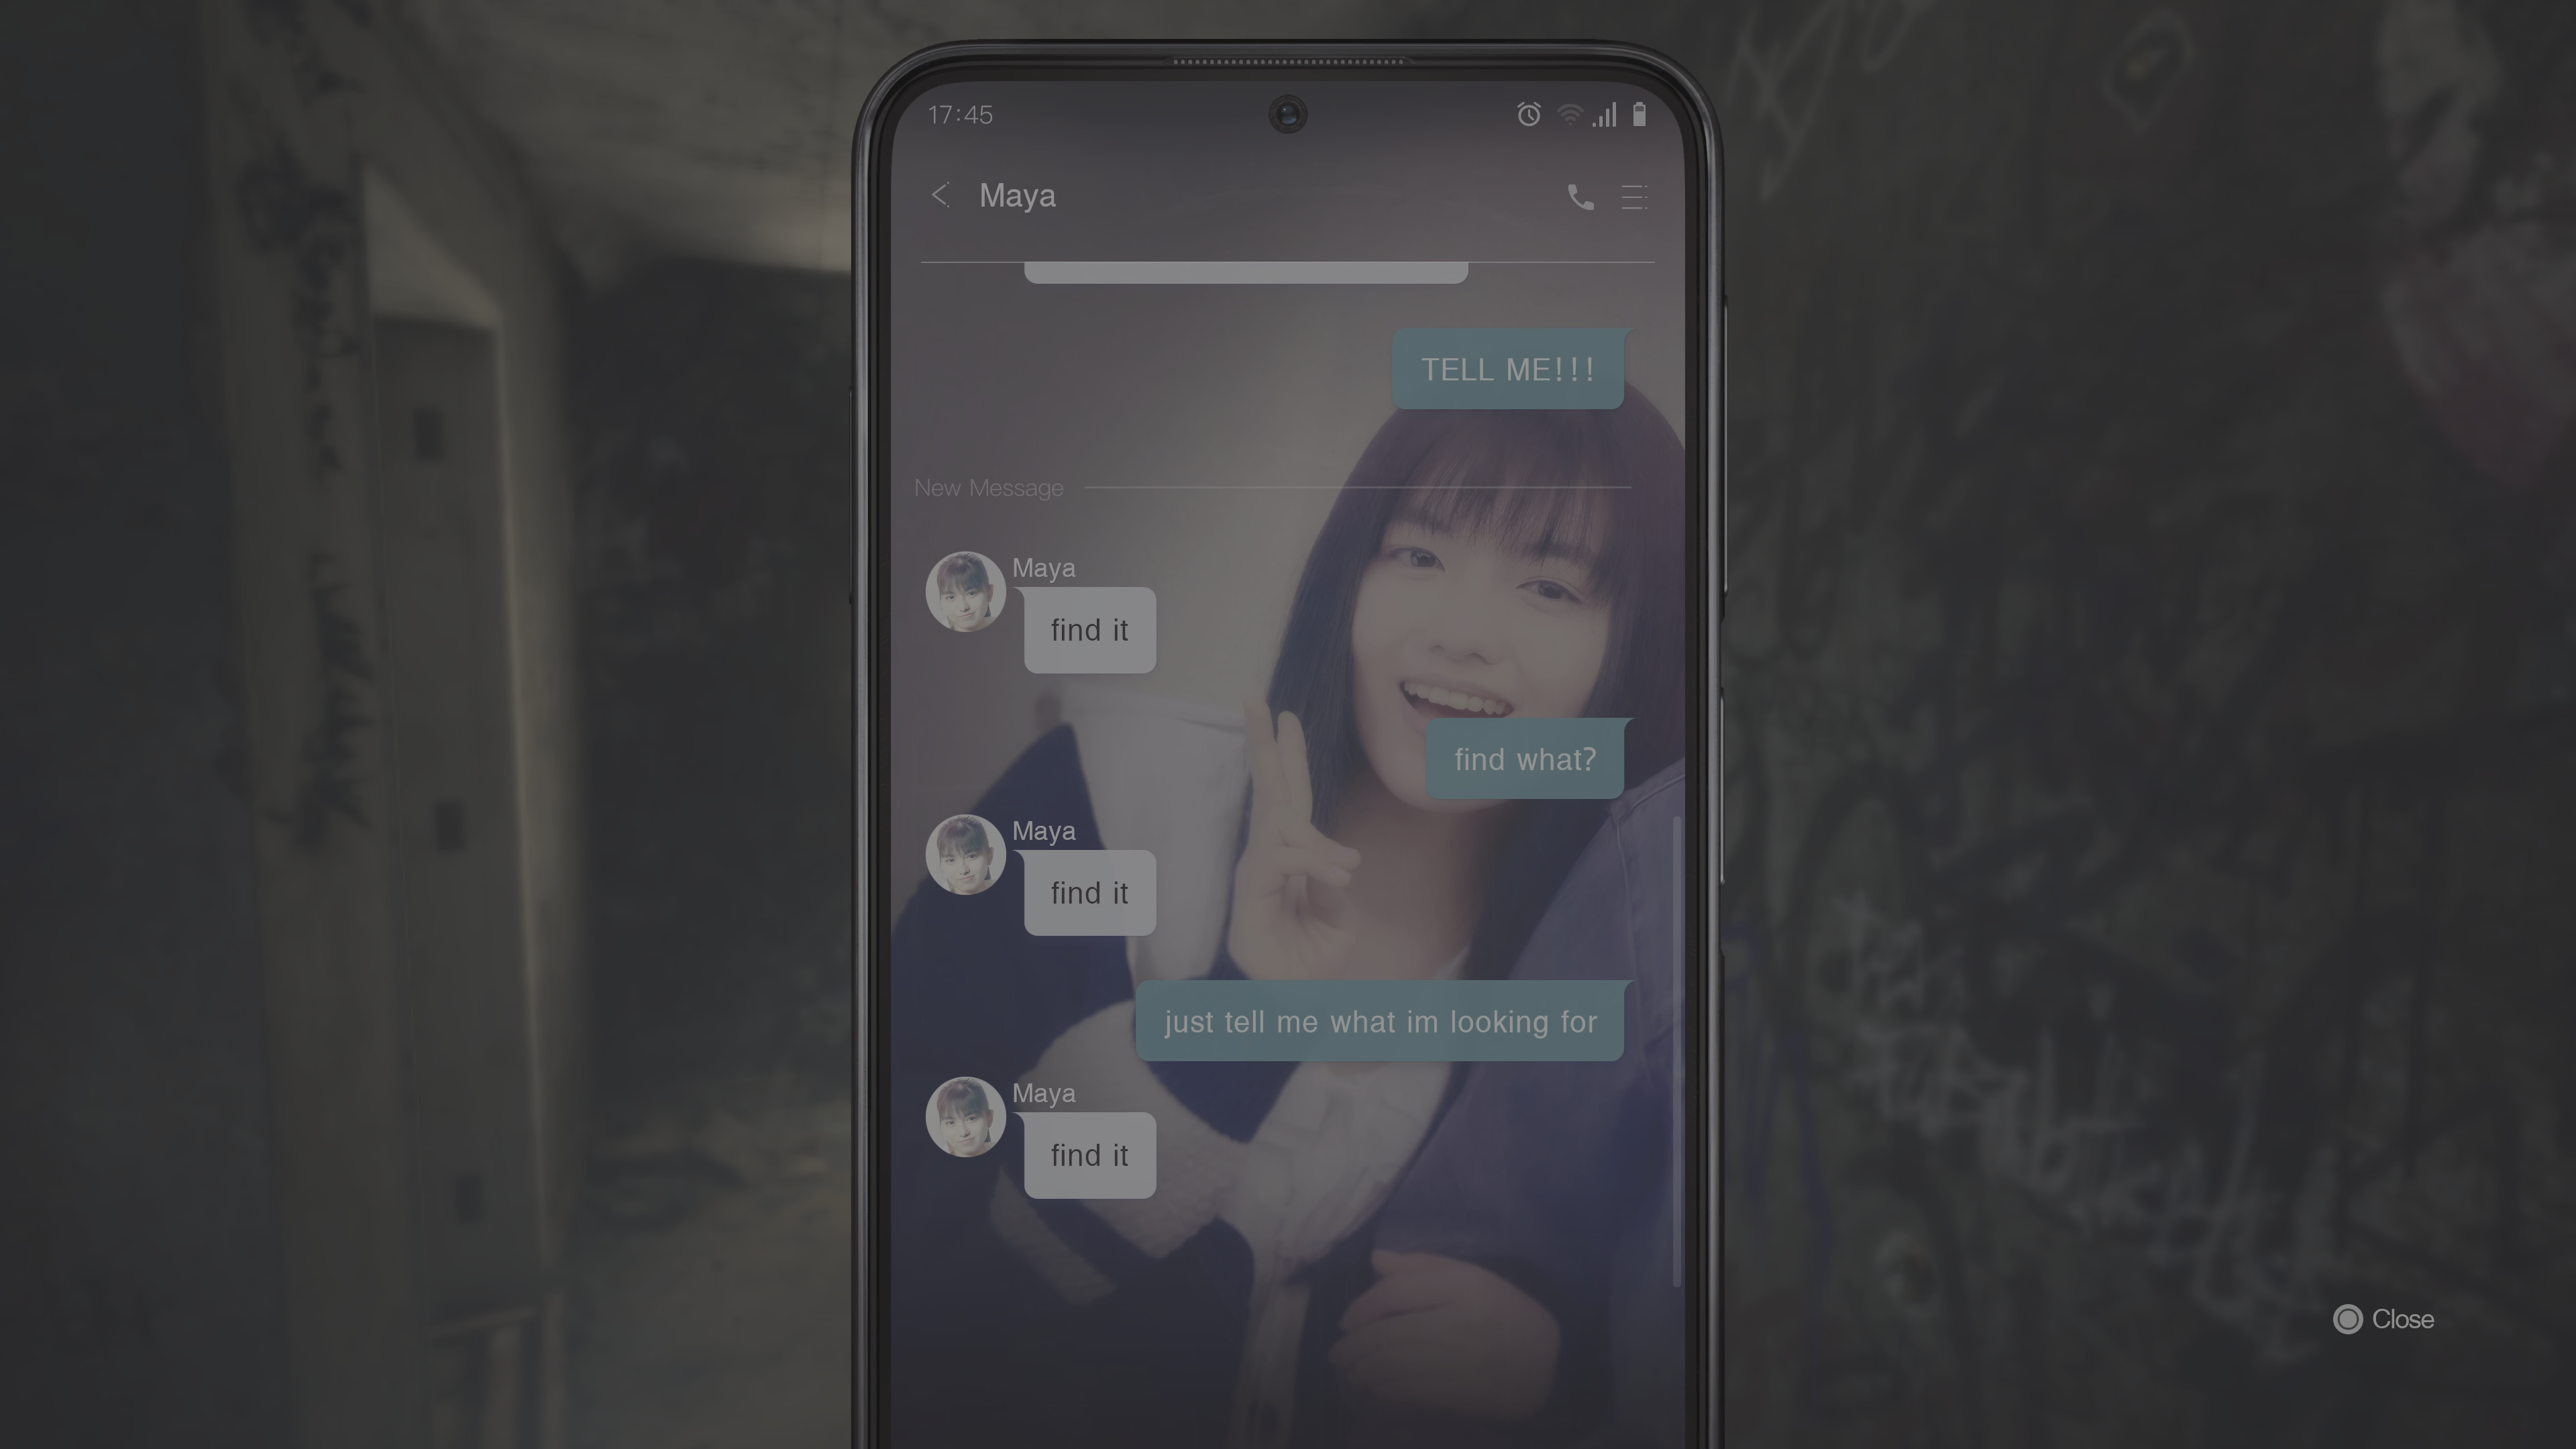 17:45
Maya
TELL ME!!!
New Message
Maya
find it
find what?
Maya
find it
just tell me what im looking for
Maya
find it
Close